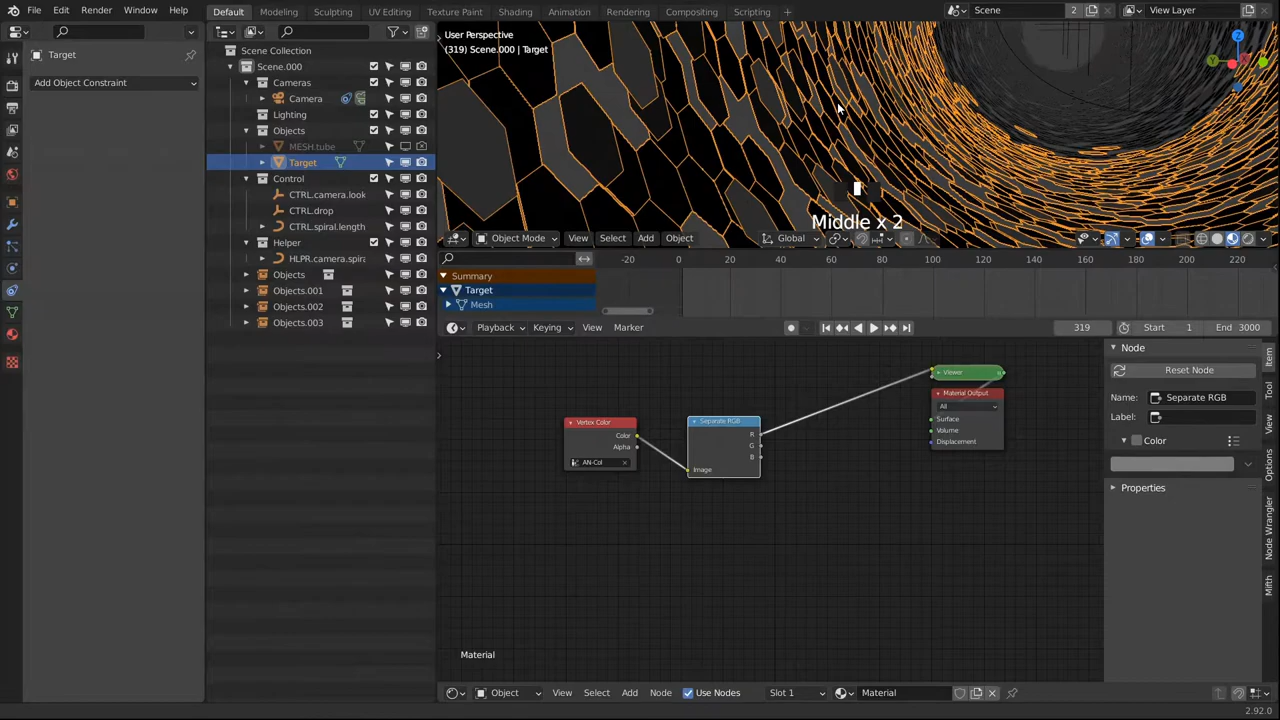 File Edit Render Window Help
Default Modeling Sculpting UV Editing Texture Paint Shading Animation Rendering Compositing Scripting
Scene 2 View Layer
Target
Add Object Constraint
Scene Collection
Scene.000
Cameras
Camera
Lighting
Objects
MESH.tube
Target
Control
CTRL.camera.look
CTRL.drop
CTRL.spiral.length
Helper
HLPR.camera.spira
Objects
Objects.001
Objects.002
Objects.003
User Perspective
(319) Scene.000 | Target
Z
Y
Middle x 2
Object Mode View Select Add Object Global
-20 0 20 40 60 80 100 120 140 160 180 200 220
Summary
Target
Mesh
Playback Keying View Marker 319 Start 1 End 3000
Vertex Color
Color
Alpha
AN-Col
Separate RGB
R
G
B
Image
Viewer
Material Output
All
Surface
Volume
Displacement
Material
Node
Reset Node
Name: Separate RGB
Label:
Color
Properties
Item
Tool
Options
Node Wrangler
Mifth
Object View Select Add Node Use Nodes Slot 1 Material
2.92.0